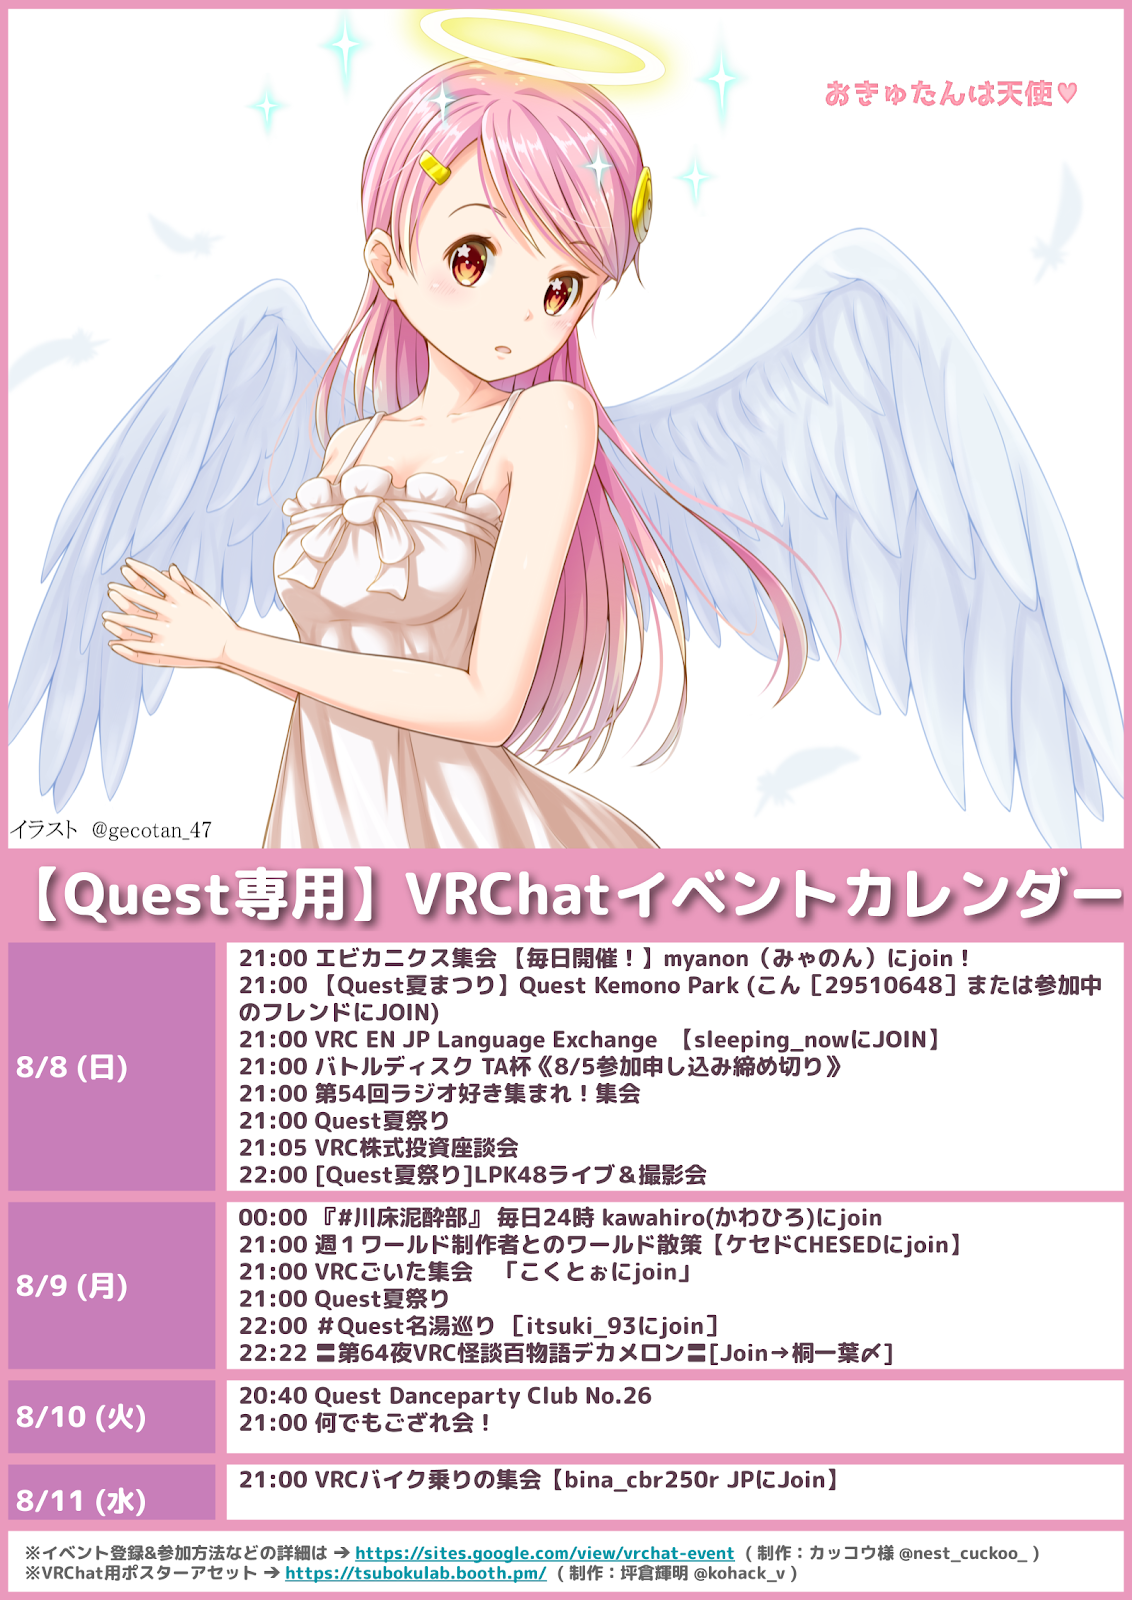 おきゅたんは天使♥
イラスト @gecotan_47
【Quest専用】VRChatイベントカレンダー
8/8 (日)
21:00 エビカニクス集会 【毎日開催！】myanon（みゃのん）にjoin！
21:00 【Quest夏まつり】Quest Kemono Park (こん［29510648］または参加中
のフレンドにJOIN)
21:00 VRC EN JP Language Exchange 【sleeping_nowにJOIN】
21:00 バトルディスク TA杯《8/5参加申し込み締め切り》
21:00 第54回ラジオ好き集まれ！集会
21:00 Quest夏祭り
21:05 VRC株式投資座談会
22:00 [Quest夏祭り]LPK48ライブ＆撮影会
8/9 (月)
00:00 『#川床泥酔部』 毎日24時 kawahiro(かわひろ)にjoin
21:00 週１ワールド制作者とのワールド散策【ケセドCHESEDにjoin】
21:00 VRCごいた集会 「こくとぉにjoin」
21:00 Quest夏祭り
22:00 ＃Quest名湯巡り ［itsuki_93にjoin］
22:22 〓第64夜VRC怪談百物語デカメロン〓[Join→桐一葉〆]
8/10 (火)
20:40 Quest Danceparty Club No.26
21:00 何でもござれ会！
8/11 (水)
21:00 VRCバイク乗りの集会【bina_cbr250r JPにJoin】
※イベント登録&参加方法などの詳細は → https://sites.google.com/view/vrchat-event ( 制作：カッコウ様 @nest_cuckoo_ )
※VRChat用ポスターアセット → https://tsubokulab.booth.pm/ ( 制作：坪倉輝明 @kohack_v )